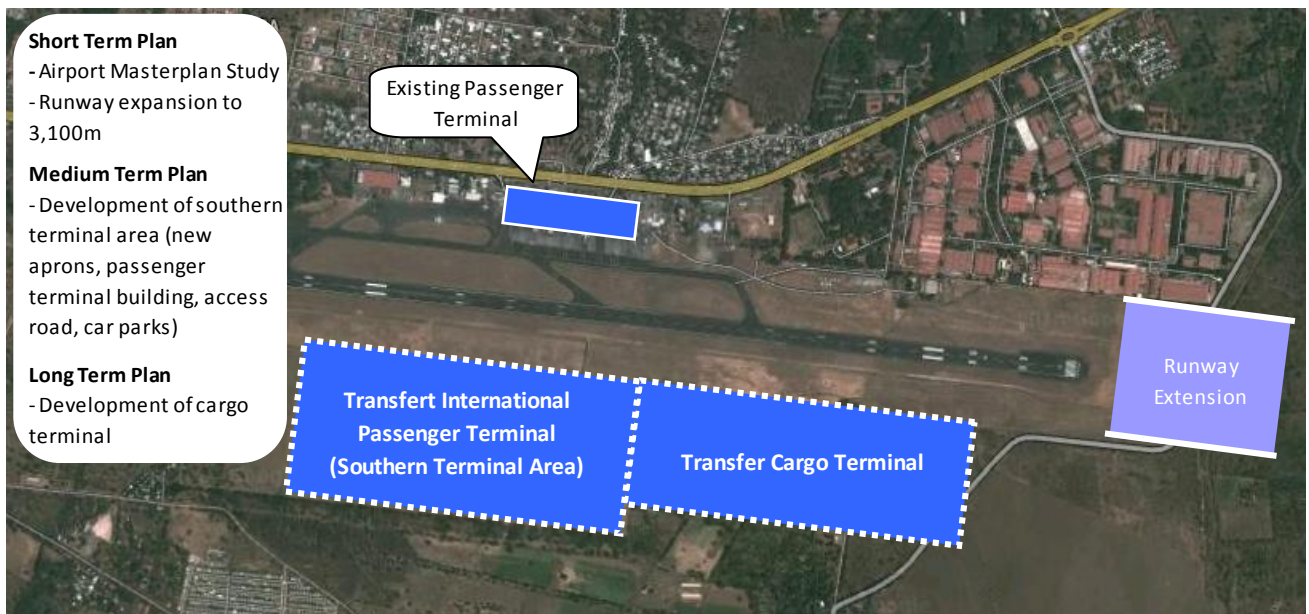 Short Term Plan
- Airport Masterplan Study
- Runway expansion to
3,100m
Medium Term Plan
- Development of southern
terminal area (new
aprons, passenger
terminal building, access
road, car parks)
Long Term Plan
- Development of cargo
terminal
Existing Passenger
Terminal
Transfert International
Passenger Terminal
(Southern Terminal Area)
Transfer Cargo Terminal
Runway
Extension